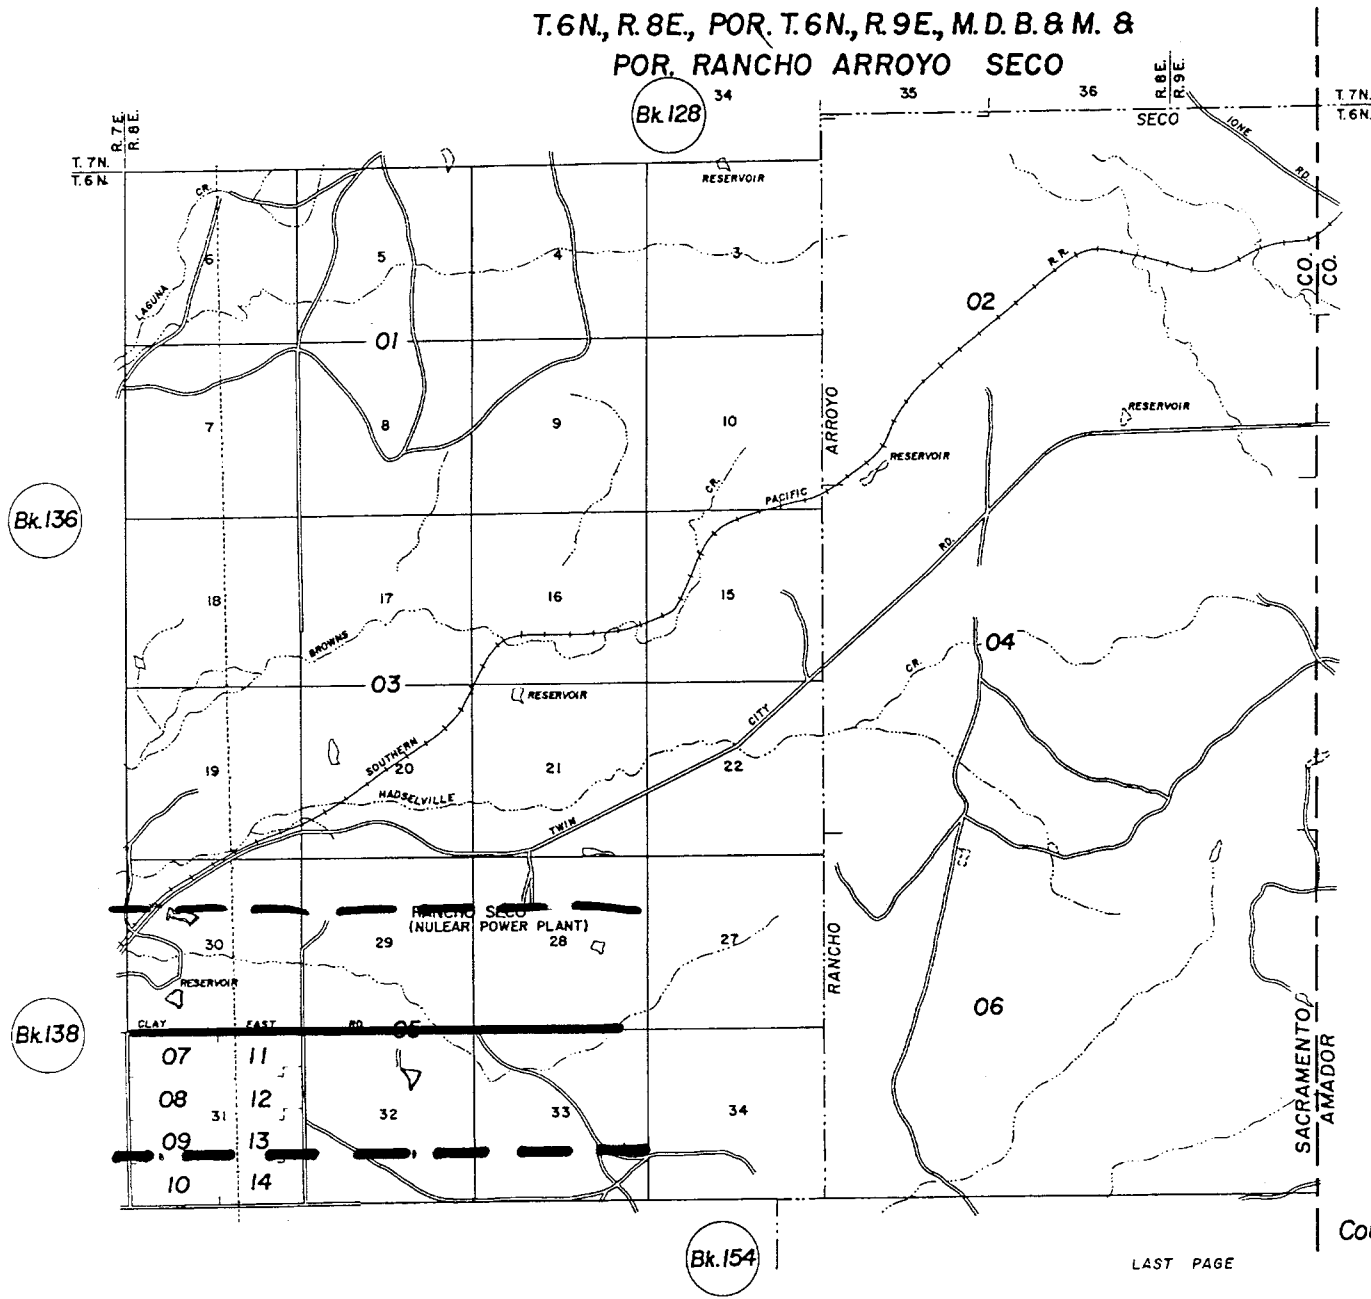 T.6N., R.8E., POR. T.6N., R.9E., M.D.B.& M. &
POR. RANCHO ARROYO SECO
Bk.128
34
35
36
R.8E.
R.9E.
T.7N.
T.6N.
SECO
IONE
RD.
R.7E.
R.8E.
T.7N.
T.6N.
CR.
RESERVOIR
6
5
4
3
LAGUNA
R.R.
CO.
CO.
02
01
7
8
9
10
ARROYO
RESERVOIR
RESERVOIR
CR.
PACIFIC
Bk.136
RD.
18
17
16
15
BROWNS
04
CR.
03
RESERVOIR
CITY
SOUTHERN
19
20
21
22
HADSELVILLE
TWIN
RANCHO SECO
(NULEAR POWER PLANT)
30
29
28
27
RANCHO
RESERVOIR
06
Bk.138
CLAY EAST RD.
05
SACRAMENTO
AMADOR
07 11
08 12
31
32
33
34
09 13
10 14
Bk.154
LAST PAGE
Cou